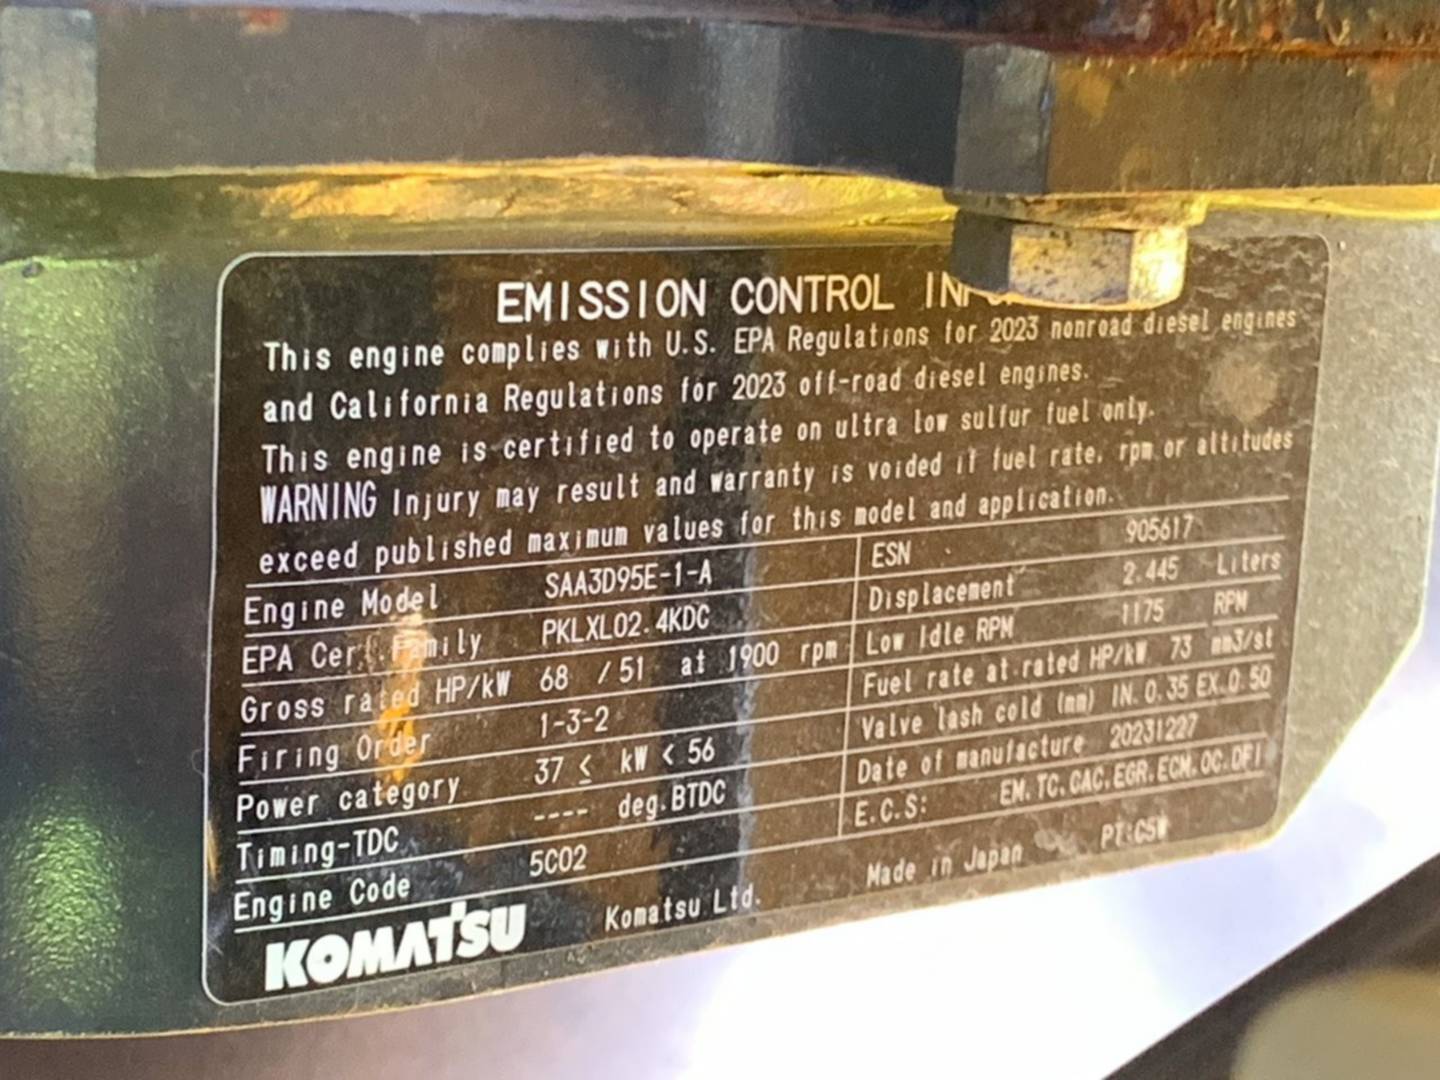 EMISSION CONTROL
This engine complies with U.S. EPA Regulations for 2023 nonroad diesel engines
and California Regulations for 2023 off-road diesel engines.
This engine is certified to operate on ultra low sulfur fuel only.
WARNING Injury may result and warranty is voided if fuel rate, rpm or altitudes
exceed published maximum values for this model and application.
Engine Model SAA3D95E-1-A
EPA Cert. Family PKLXL02.4KDC
Gross rated HP/kW 68 / 51 at 1900 rpm
Firing Order 1-3-2
Power category 37 ≤ kW < 56
Timing-TDC ---- deg.BTDC
Engine Code 5C02
ESN 905617
Displacement 2.445 Liters
Low Idle RPM 1175 RPM
Fuel rate at rated HP/kW 73 mm3/st
Valve lash cold (mm) IN.0.35 EX.0.50
Date of manufacture 20231227
E.C.S: EM.TC.CAC.EGR.ECM.OC.DFI
KOMATSU Komatsu Ltd. Made in Japan PT:C5W